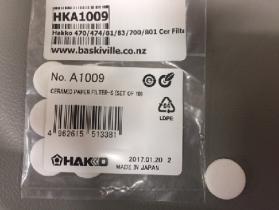 HKA1009
Hakko 470/474/81/83/700/801 Cer Filte
www.baskiville.co.nz
No. A1009
CERAMIC PAPER FILTER-S (SET OF 10)
LDPE
4 962615 513381
HAKKO
2017.01.20 2
MADE IN JAPAN